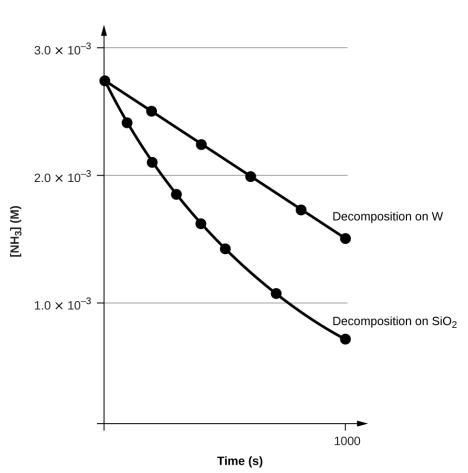 3.0 × 10⁻³
2.0 × 10⁻³
[NH₃] (M)
Decomposition on W
1.0 × 10⁻³
Decomposition on SiO₂
1000
Time (s)